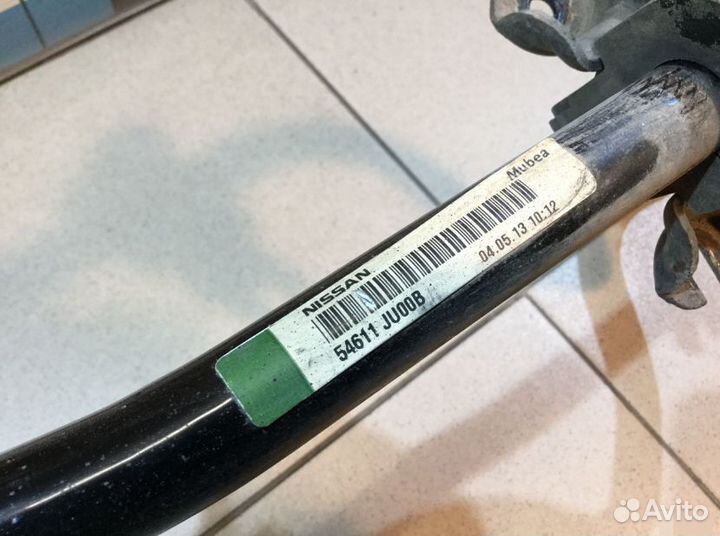 Mubea
NISSAN
04.05.13 10:12
54611 JU00B
Avito